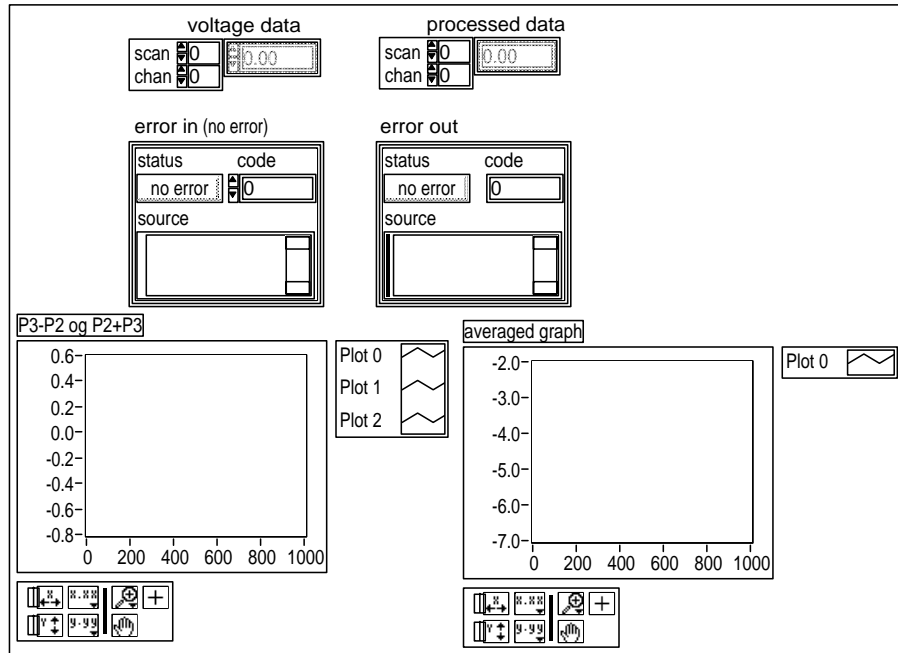 voltage data
scan 0 0.00
chan 0
processed data
scan 0 0.00
chan 0
error in (no error)
status code
no error 0
source
error out
status code
no error 0
source
P3-P2 og P2+P3
0.6
0.4
0.2
0.0
-0.2
-0.4
-0.6
-0.8
0 200 400 600 800 1000
Plot 0
Plot 1
Plot 2
X X.XX
Y y.yy
averaged graph
-2.0
-3.0
-4.0
-5.0
-6.0
-7.0
0 200 400 600 800 1000
Plot 0
X X.XX
Y y.yy